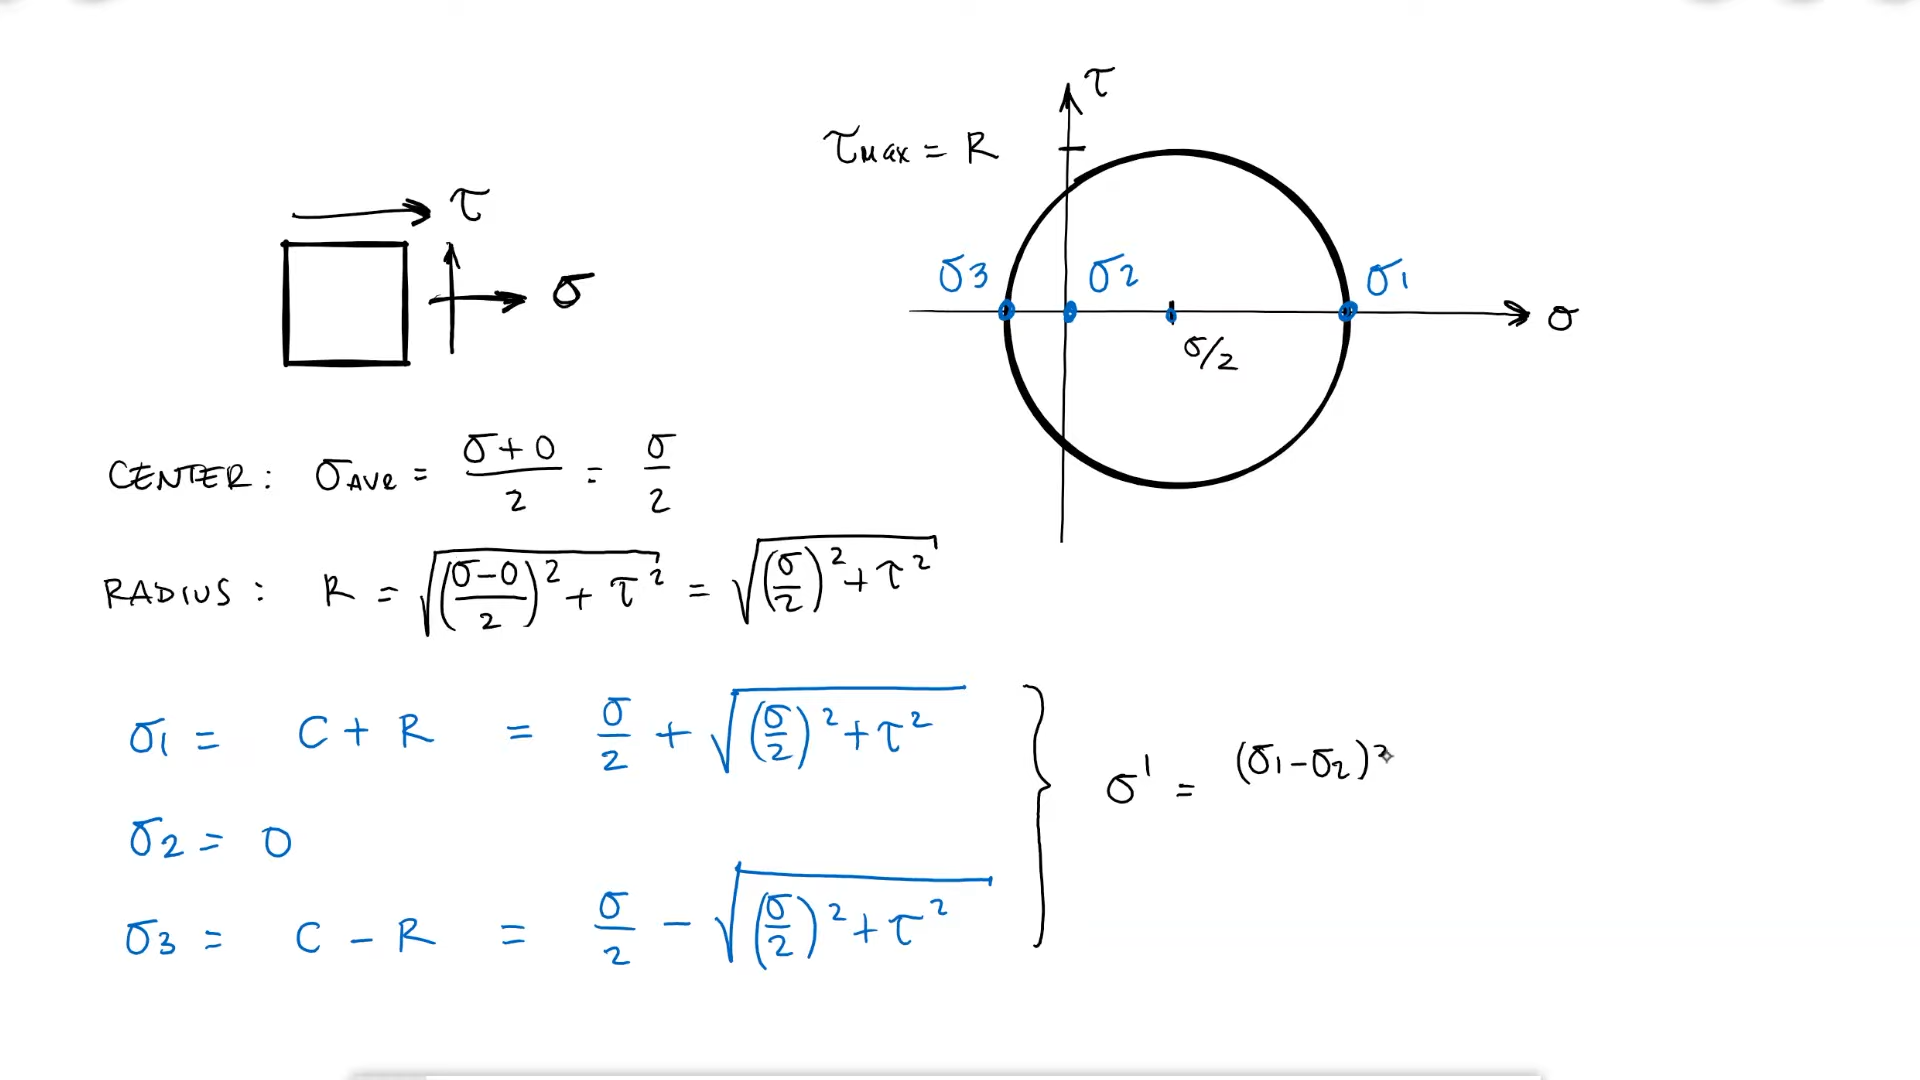 τ
τmax = R
τ
σ
σ3 σ2 σ1
σ
σ/2
CENTER: σAVE = (σ+0)/2 = σ/2
RADIUS: R = √(((σ-0)/2)² + τ²) = √((σ/2)² + τ²)
σ1 = C + R = σ/2 + √((σ/2)² + τ²)
σ' = (σ1-σ2)²
σ2 = 0
σ3 = C - R = σ/2 - √((σ/2)² + τ²)